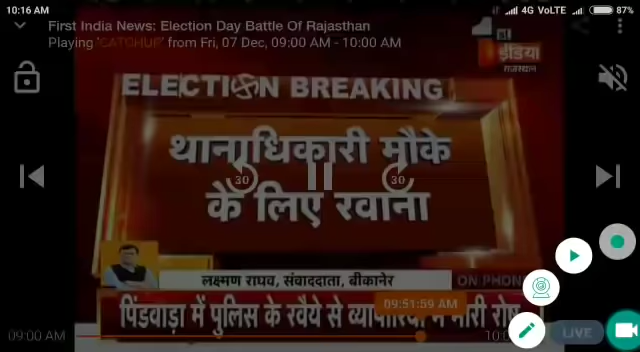 10:16 AM 4G VoLTE 87%
First India News: Election Day Battle Of Rajasthan
Playing 'CATCHUP' from Fri, 07 Dec, 09:00 AM - 10:00 AM
इंडिया
राजस्थान
ELECTION BREAKING
थानाधिकारी मौके
30 30
के लिए रवाना
लक्ष्मण राघव, संवाददाता, बीकानेर ON PHON
09:51:59 AM
पिंडवाड़ा में पुलिस के रवैये से में भारी रोष
09:00 AM LIVE